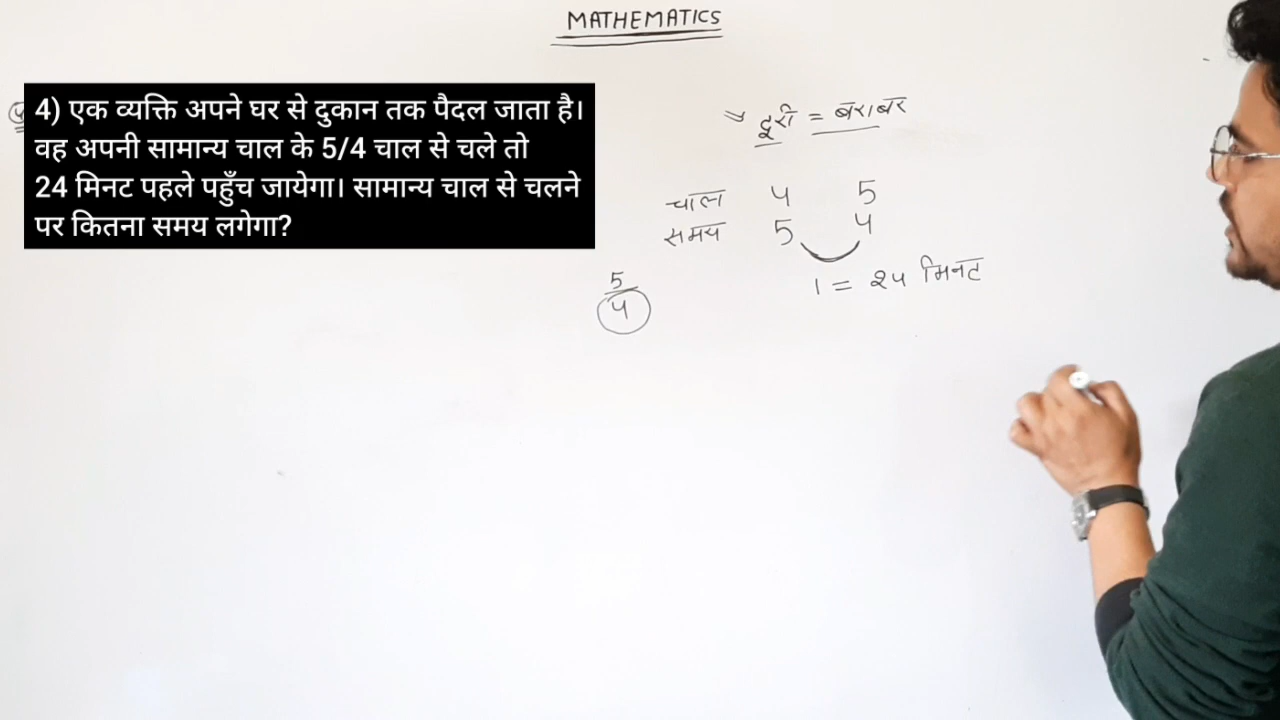 MATHEMATICS
4) एक व्यक्ति अपने घर से दुकान तक पैदल जाता है।
वह अपनी सामान्य चाल के 5/4 चाल से चले तो
24 मिनट पहले पहुँच जायेगा। सामान्य चाल से चलने
पर कितना समय लगेगा?
दूरी = बराबर
चाल 4 5
समय 5 4
1 = 24 मिनट
5
4